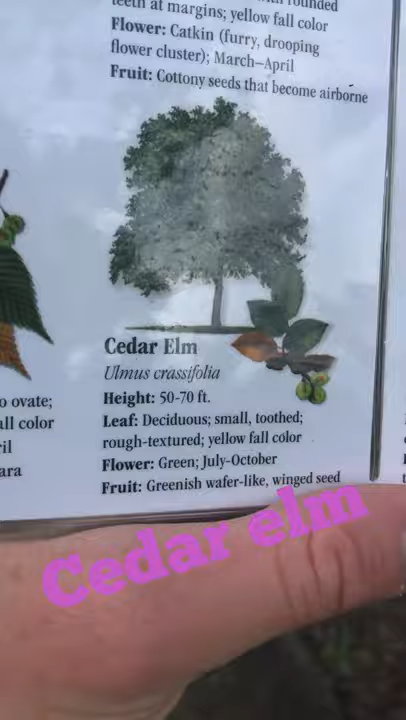 teeth at margins; yellow fall color
Flower: Catkin (furry, drooping
flower cluster); March–April
Fruit: Cottony seeds that become airborne
Cedar Elm
Ulmus crassifolia
Height: 50-70 ft.
Leaf: Deciduous; small, toothed;
rough-textured; yellow fall color
Flower: Green; July-October
Fruit: Greenish wafer-like, winged seed
o ovate;
all color
ril
ara
Cedar elm